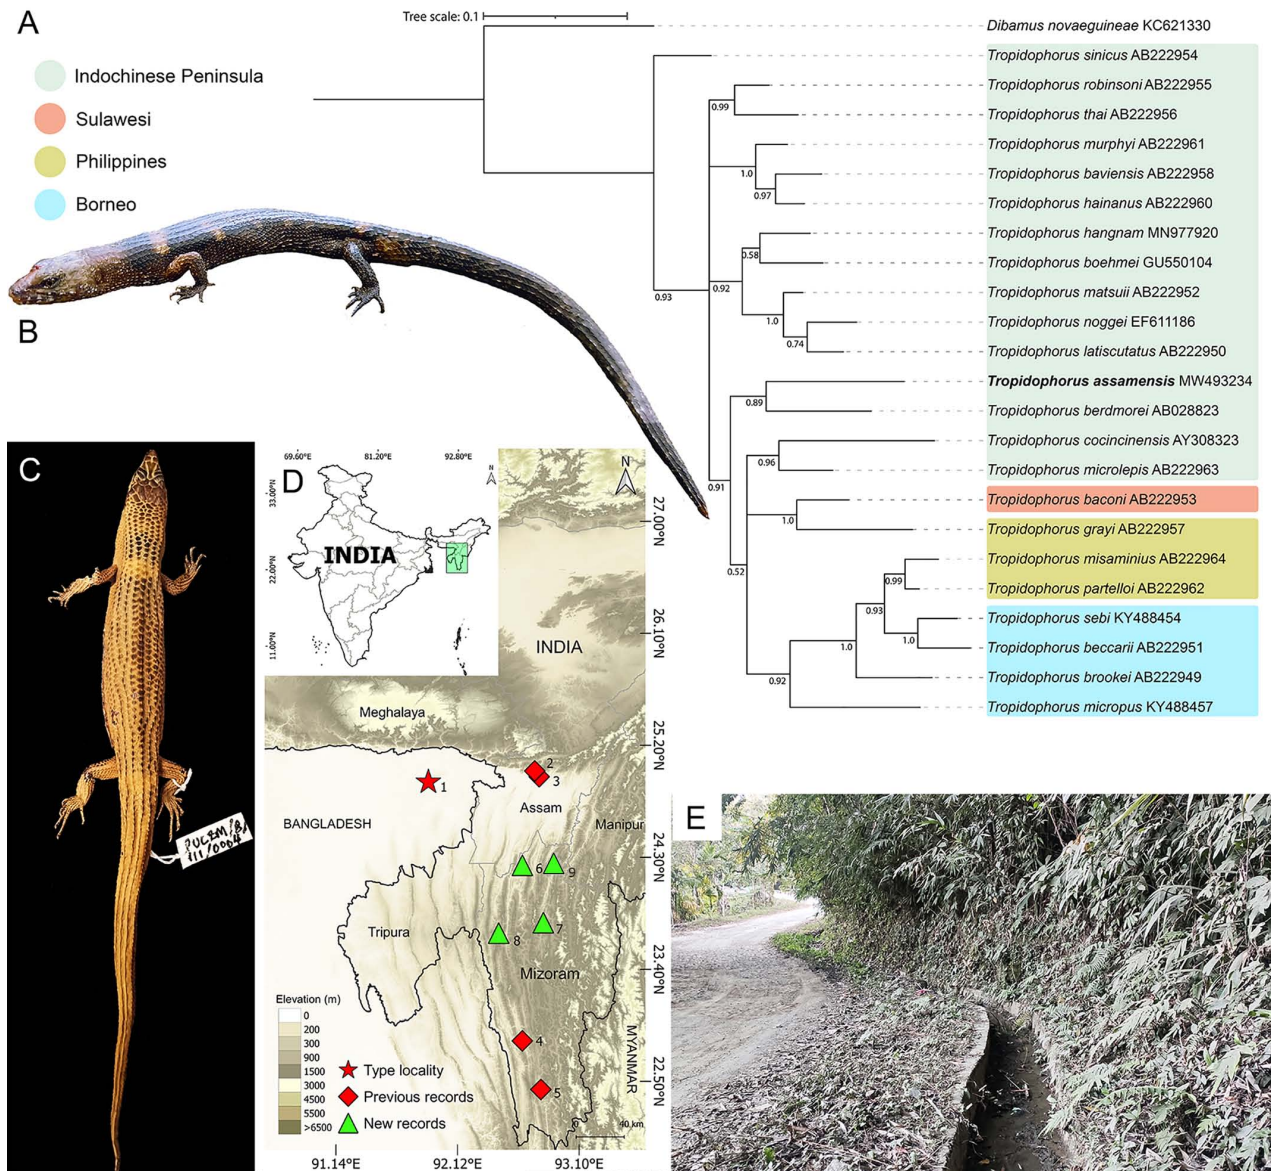 A
Tree scale: 0.1
Indochinese Peninsula
Sulawesi
Philippines
Borneo
Dibamus novaeguineae KC621330
Tropidophorus sinicus AB222954
Tropidophorus robinsoni AB222955
0.99
Tropidophorus thai AB222956
Tropidophorus murphyi AB222961
1.0
Tropidophorus baviensis AB222958
0.97
Tropidophorus hainanus AB222960
Tropidophorus hangnam MN977920
0.58
Tropidophorus boehmei GU550104
0.93
0.92
Tropidophorus matsuii AB222952
1.0
Tropidophorus noggei EF611186
0.74
Tropidophorus latiscutatus AB222950
Tropidophorus assamensis MW493234
0.89
Tropidophorus berdmorei AB028823
Tropidophorus cocincinensis AY308323
0.96
Tropidophorus microlepis AB222963
0.91
Tropidophorus baconi AB222953
1.0
Tropidophorus grayi AB222957
Tropidophorus misaminius AB222964
0.52
0.99
Tropidophorus partelloi AB222962
0.93
Tropidophorus sebi KY488454
1.0
Tropidophorus beccarii AB222951
1.0
Tropidophorus brookei AB222949
0.92
Tropidophorus micropus KY488457
B
C
PUCZM/
III/0004
D
69.60°E
81.20°E
92.80°E
N
33.00°N
22.00°N
11.00°N
INDIA
N
27.00°N
26.10°N
25.20°N
24.30°N
23.40°N
22.50°N
INDIA
Meghalaya
1
2
3
Assam
BANGLADESH
Manipur
6
9
Tripura
8
7
Mizoram
MYANMAR
4
5
Elevation (m)
0
200
300
900
1500
3000
4500
5500
>6500
Type locality
Previous records
New records
0
40 km
91.14°E
92.12°E
93.10°E
E